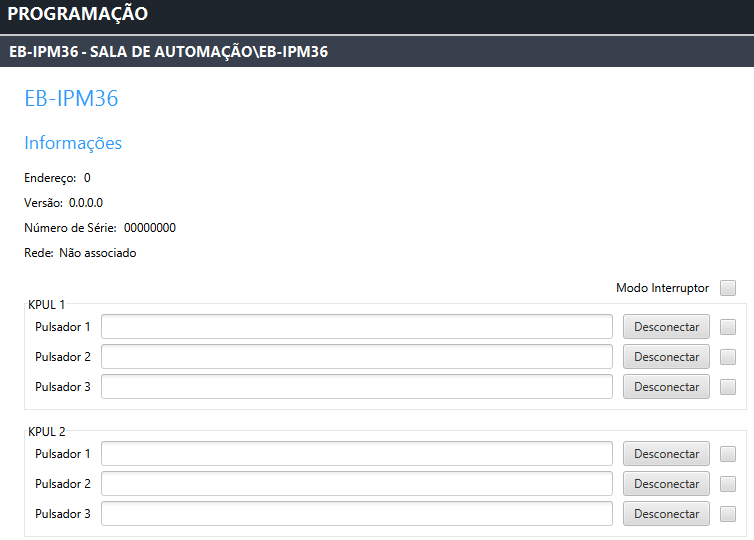 PROGRAMAÇÃO
EB-IPM36 - SALA DE AUTOMAÇÃO\EB-IPM36
EB-IPM36
Informações
Endereço: 0
Versão: 0.0.0.0
Número de Série: 00000000
Rede: Não associado
Modo Interruptor
KPUL 1
Pulsador 1 Desconectar
Pulsador 2 Desconectar
Pulsador 3 Desconectar
KPUL 2
Pulsador 1 Desconectar
Pulsador 2 Desconectar
Pulsador 3 Desconectar